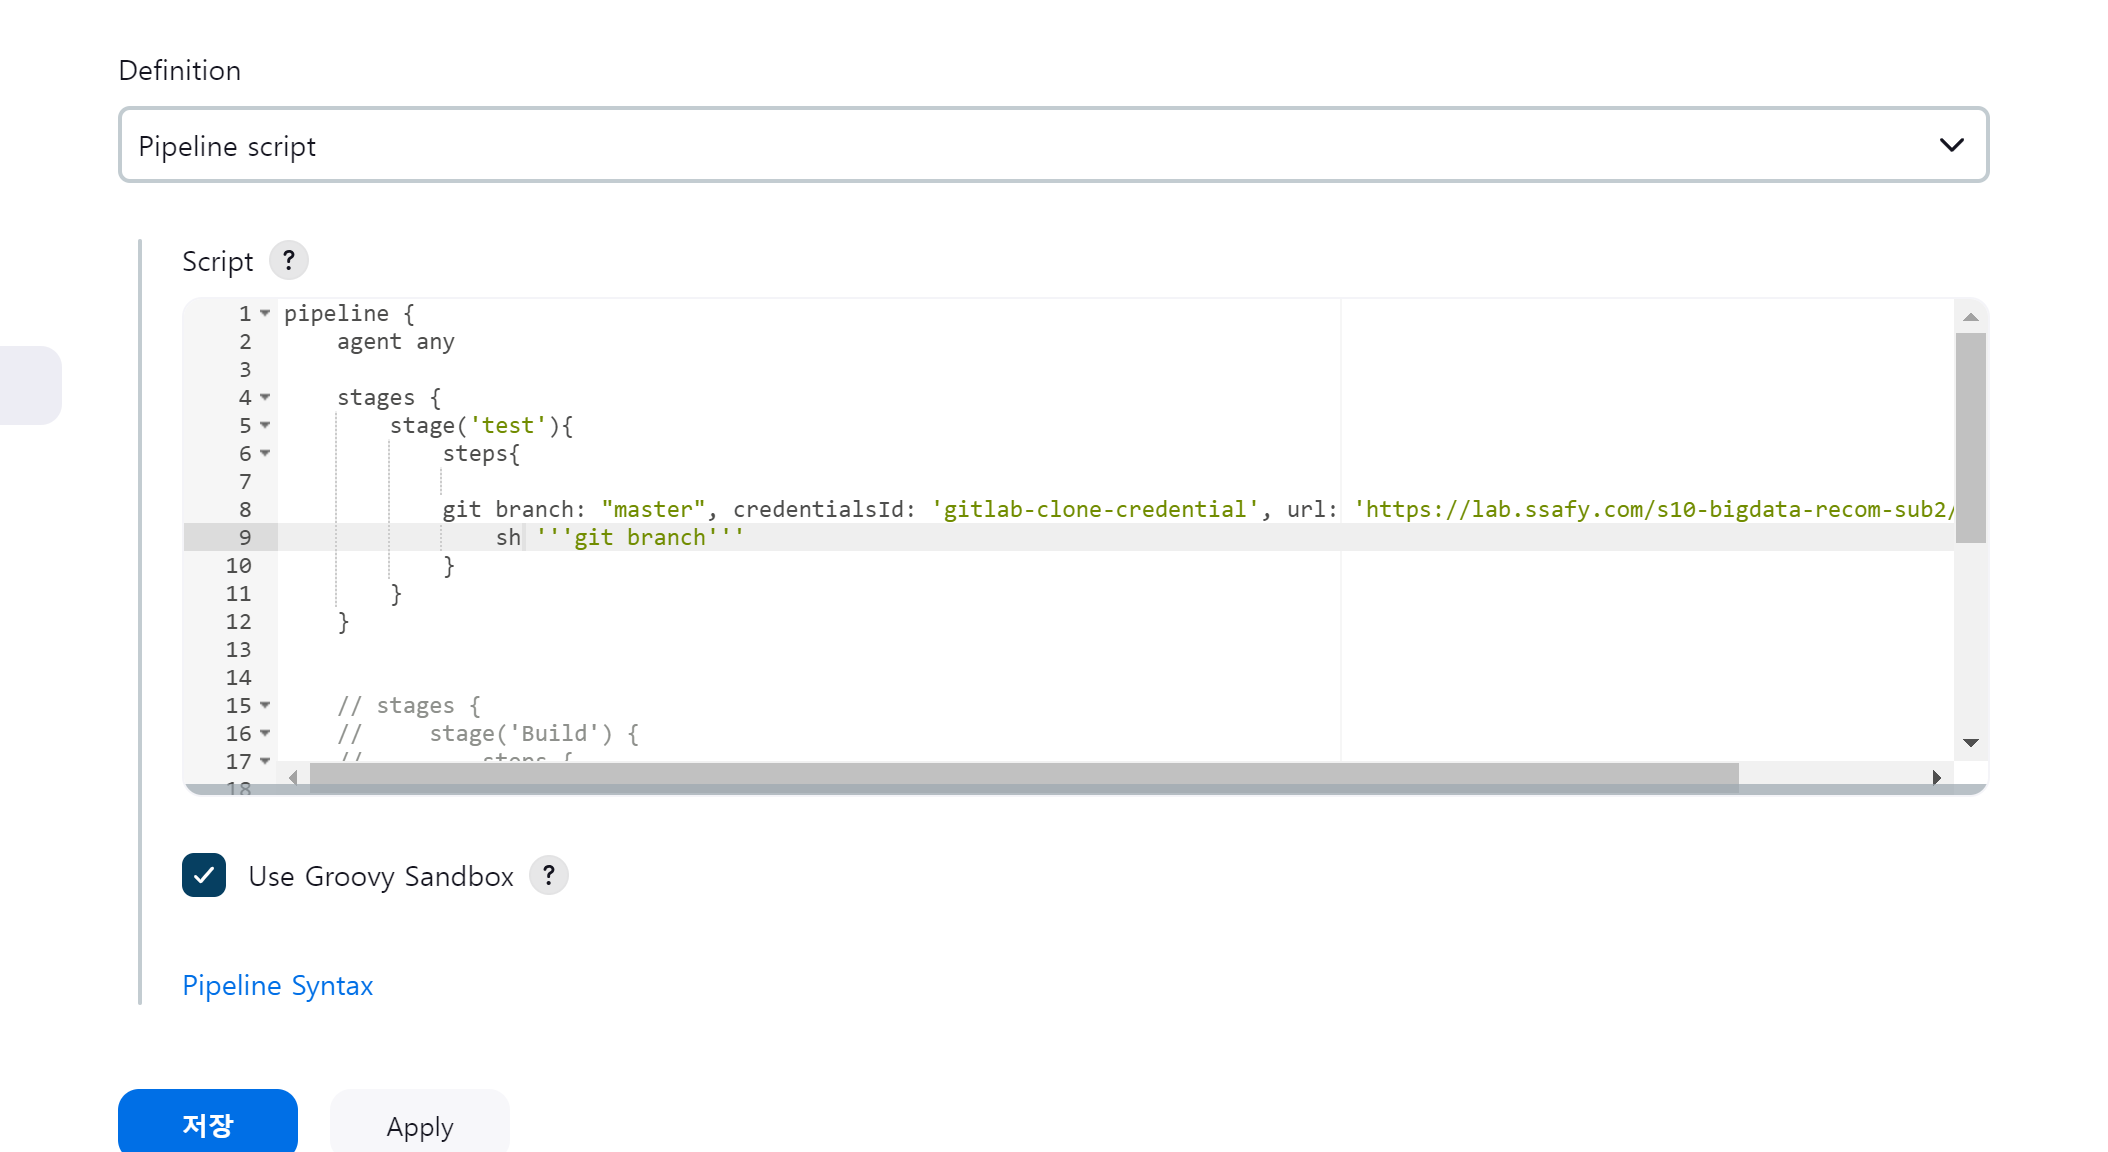 Definition
Pipeline script
Script ?
1 pipeline {
2 agent any
3
4 stages {
5 stage('test'){
6 steps{
7
8 git branch: "master", credentialsId: 'gitlab-clone-credential', url: 'https://lab.ssafy.com/s10-bigdata-recom-sub2/
9 sh '''git branch'''
10 }
11 }
12 }
13
14
15 // stages {
16 // stage('Build') {
17 // steps {
18
Use Groovy Sandbox ?
Pipeline Syntax
저장 Apply